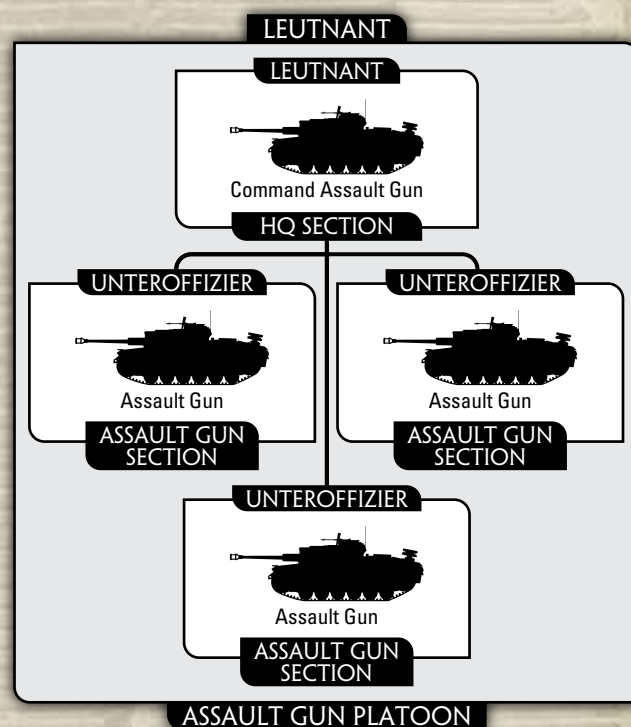 LEUTNANT
LEUTNANT
Command Assault Gun
HQ SECTION
UNTEROFFIZIER
Assault Gun
ASSAULT GUN
SECTION
UNTEROFFIZIER
Assault Gun
ASSAULT GUN
SECTION
UNTEROFFIZIER
Assault Gun
ASSAULT GUN
SECTION
ASSAULT GUN PLATOON